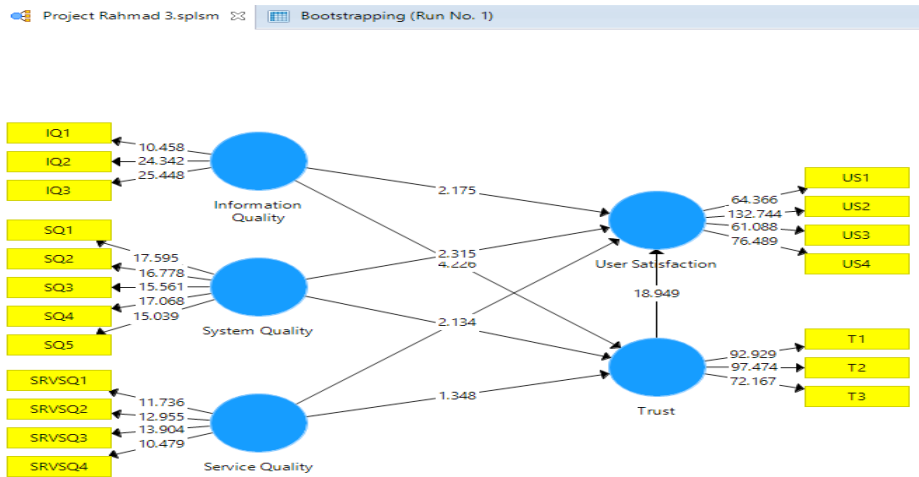 Project Rahmad 3.splsm
Bootstrapping (Run No. 1)
IQ1
IQ2
IQ3
10.458
24.342
25.448
Information
Quality
SQ1
SQ2
SQ3
SQ4
SQ5
17.595
16.778
15.561
17.068
15.039
System Quality
SRVSQ1
SRVSQ2
SRVSQ3
SRVSQ4
11.736
12.955
13.904
10.479
Service Quality
2.175
2.315
4.226
2.134
1.348
User Satisfaction
18.949
Trust
64.366
132.744
61.088
76.489
US1
US2
US3
US4
92.929
97.474
72.167
T1
T2
T3